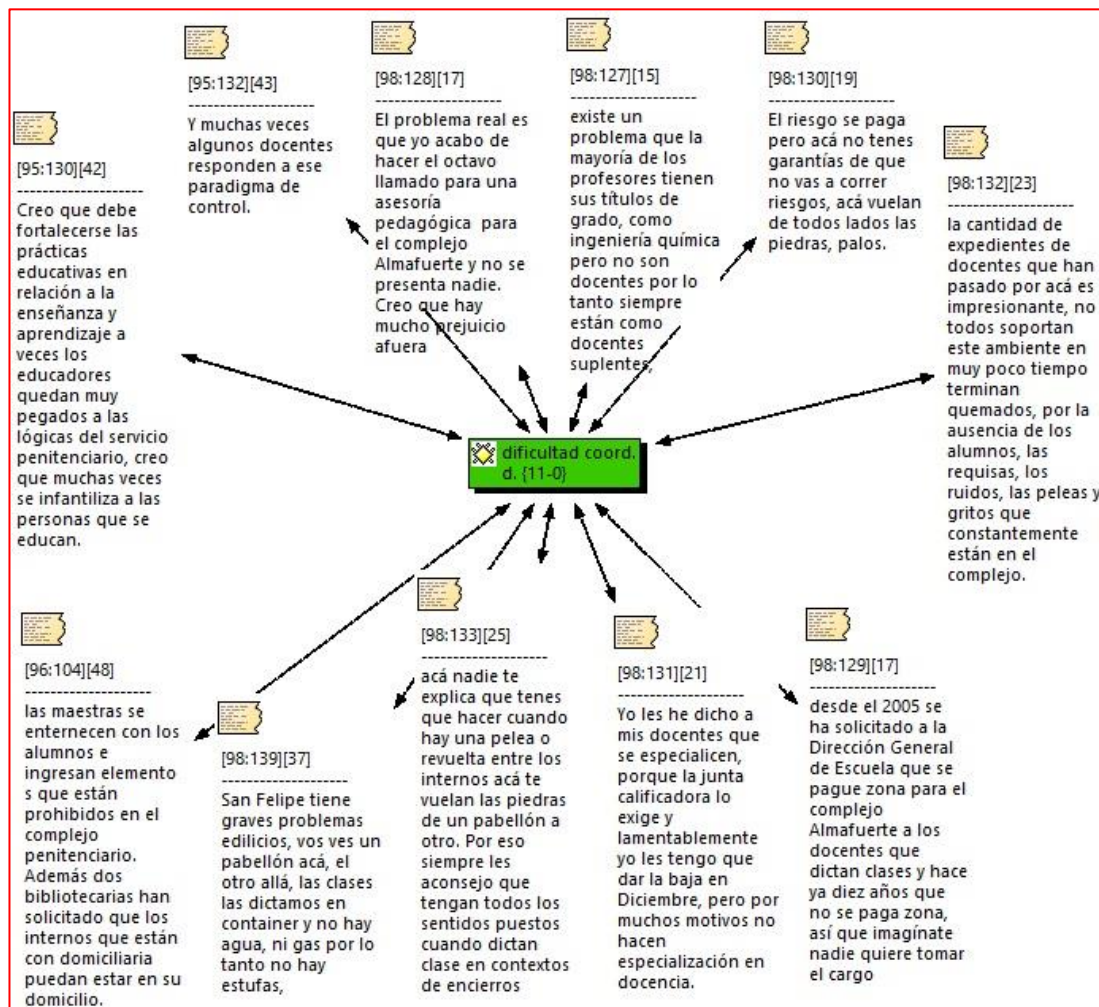 [95:132][43]
--------------------
Y muchas veces
algunos docentes
responden a ese
paradigma de
control.
[98:128][17]
--------------------
El problema real es
que yo acabo de
hacer el octavo
llamado para una
asesoría
pedagógica para
el complejo
Almafuerte y no se
presenta nadie.
Creo que hay
mucho prejuicio
afuera
[98:127][15]
--------------------
existe un
problema que la
mayoría de los
profesores tienen
sus títulos de
grado, como
ingeniería química
pero no son
docentes por lo
tanto siempre
están como
docentes
suplentes,
[98:130][19]
--------------------
El riesgo se paga
pero acá no tenes
garantías de que
no vas a correr
riesgos, acá vuelan
de todos lados las
piedras, palos.
[95:130][42]
--------------------
Creo que debe
fortalecerse las
prácticas
educativas en
relación a la
enseñanza y
aprendizaje a
veces los
educadores
quedan muy
pegados a las
lógicas del servicio
penitenciario, creo
que muchas veces
se infantiliza a las
personas que se
educan.
[98:132][23]
--------------------
la cantidad de
expedientes de
docentes que han
pasado por acá es
impresionante, no
todos soportan
este ambiente en
muy poco tiempo
terminan
quemados, por la
ausencia de los
alumnos, las
requisas, los
ruidos, las peleas y
gritos que
constantemente
están en el
complejo.
dificultad coord.
d. {11-0}
[96:104][48]
--------------------
las maestras se
enternecen con los
alumnos e
ingresan elemento
s que están
prohibidos en el
complejo
penitenciario.
Además dos
bibliotecarias han
solicitado que los
internos que están
con domiciliaria
puedan estar en su
domicilio.
[98:139][37]
--------------------
San Felipe tiene
graves problemas
edilicios, vos ves un
pabellón acá, el
otro allá, las clases
las dictamos en
container y no hay
agua, ni gas por lo
tanto no hay
estufas,
[98:133][25]
--------------------
acá nadie te
explica que tenes
que hacer cuando
hay una pelea o
revuelta entre los
internos acá te
vuelan las piedras
de un pabellón a
otro. Por eso
siempre les
aconsejo que
tengan todos los
sentidos puestos
cuando dictan
clase en contextos
de encierros
[98:131][21]
--------------------
Yo les he dicho a
mis docentes que
se especialicen,
porque la junta
calificadora lo
exige y
lamentablemente
yo les tengo que
dar la baja en
Diciembre, pero por
muchos motivos no
hacen
especialización en
docencia.
[98:129][17]
--------------------
desde el 2005 se
ha solicitado a la
Dirección General
de Escuela que se
pague zona para el
complejo
Almafuerte a los
docentes que
dictan clases y hace
ya diez años que
no se paga zona,
así que imagínate
nadie quiere tomar
el cargo